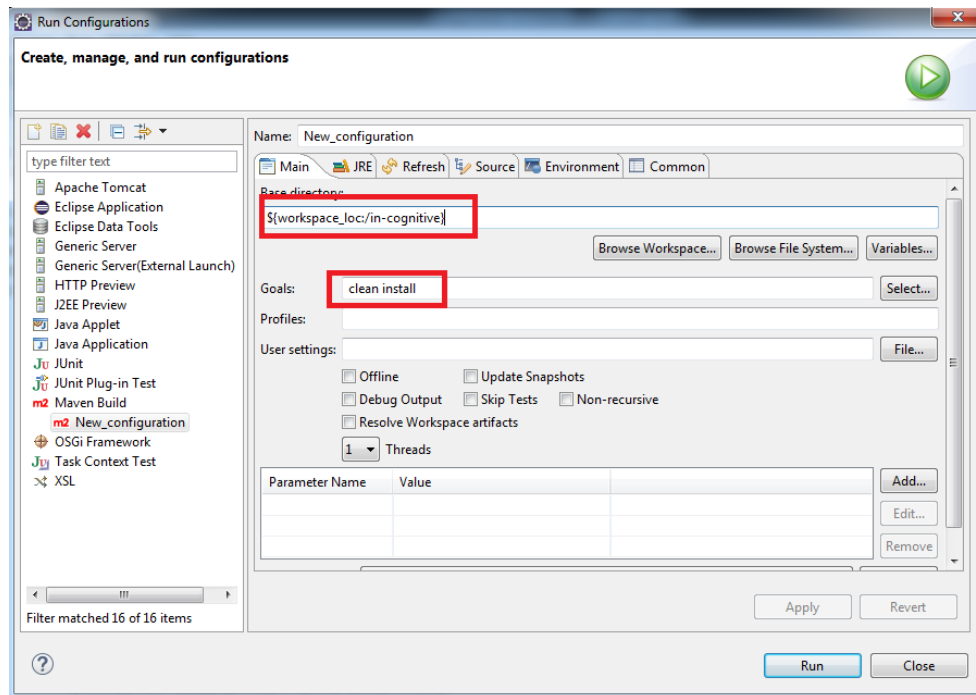 Run Configurations
x
Create, manage, and run configurations
type filter text
Apache Tomcat
Eclipse Application
Eclipse Data Tools
Generic Server
Generic Server(External Launch)
HTTP Preview
J2EE Preview
Java Applet
Java Application
Ju JUnit
JUnit Plug-in Test
m2 Maven Build
m2 New_configuration
OSGi Framework
Ju Task Context Test
XSL
Filter matched 16 of 16 items
Name: New_configuration
Main JRE Refresh Source Environment Common
Base directory:
${workspace_loc:/in-cognitive}
Browse Workspace... Browse File System... Variables...
Goals: clean install Select...
Profiles:
User settings: File...
Offline Update Snapshots
Debug Output Skip Tests Non-recursive
Resolve Workspace artifacts
1 Threads
Parameter Name Value Add...
Edit...
Remove
Apply Revert
? Run Close